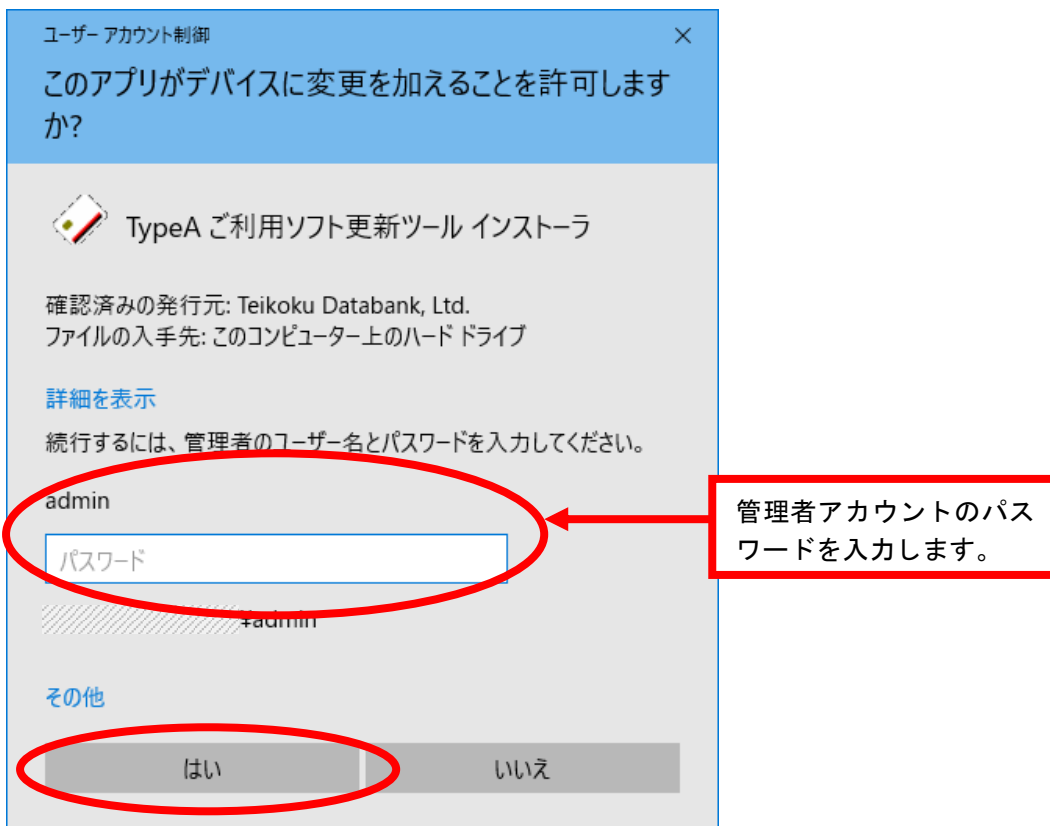 ユーザー アカウント制御
×
このアプリがデバイスに変更を加えることを許可します
か?
TypeA ご利用ソフト更新ツール インストーラ
確認済みの発行元: Teikoku Databank, Ltd.
ファイルの入手先: このコンピューター上のハード ドライブ
詳細を表示
続行するには、管理者のユーザー名とパスワードを入力してください。
admin
パスワード
¥admin
管理者アカウントのパス
ワードを入力します。
その他
はい
いいえ